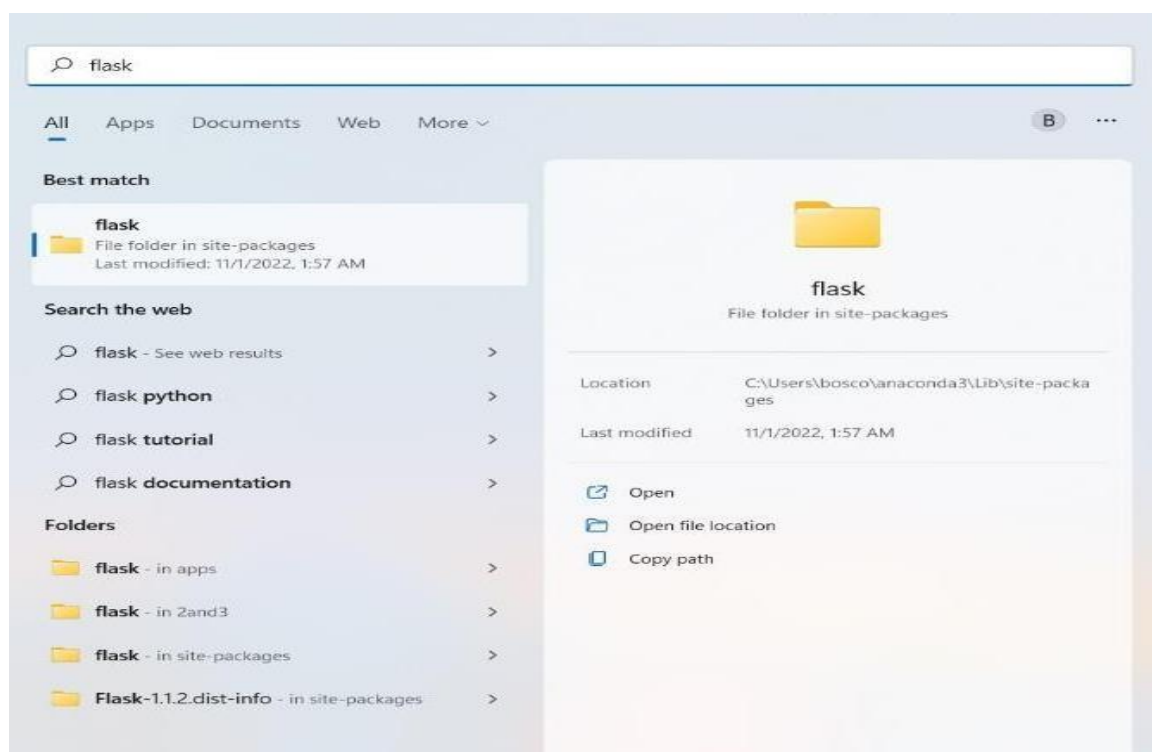 flask
All Apps Documents Web More
B ...
Best match
flask
File folder in site-packages
Last modified: 11/1/2022, 1:57 AM
Search the web
flask - See web results
flask python
flask tutorial
flask documentation
Folders
flask - in apps
flask - in 2and3
flask - in site-packages
Flask-1.1.2.dist-info - in site-packages
flask
File folder in site-packages
Location C:\Users\bosco\anaconda3\Lib\site-packa
ges
Last modified 11/1/2022, 1:57 AM
Open
Open file location
Copy path